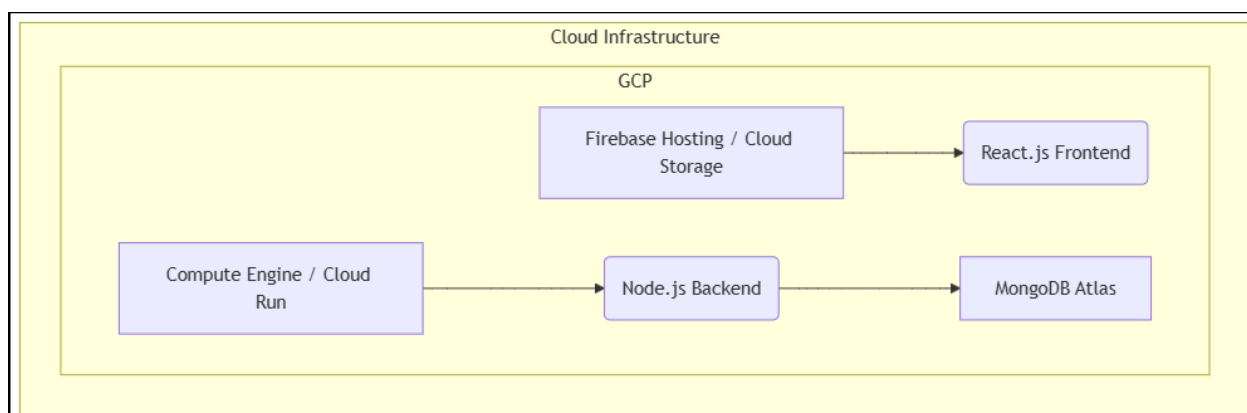 Cloud Infrastructure
GCP
Firebase Hosting / Cloud
Storage
React.js Frontend
Compute Engine / Cloud
Run
Node.js Backend
MongoDB Atlas